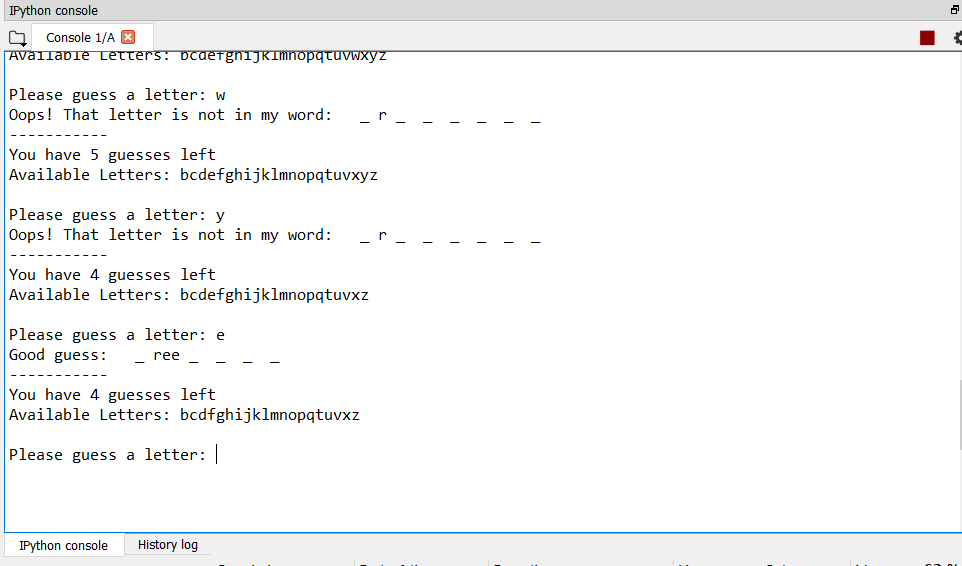 IPython console
Console 1/A
Available Letters: bcdefghijklmnopqtuvwxyz
Please guess a letter: w
Oops! That letter is not in my word:   _ r _  _  _  _  _  _
-----------
You have 5 guesses left
Available Letters: bcdefghijklmnopqtuvxyz
Please guess a letter: y
Oops! That letter is not in my word:   _ r _  _  _  _  _  _
-----------
You have 4 guesses left
Available Letters: bcdefghijklmnopqtuvxz
Please guess a letter: e
Good guess:   _ ree _  _  _  _
-----------
You have 4 guesses left
Available Letters: bcdfghijklmnopqtuvxz
Please guess a letter:
IPython console
History log